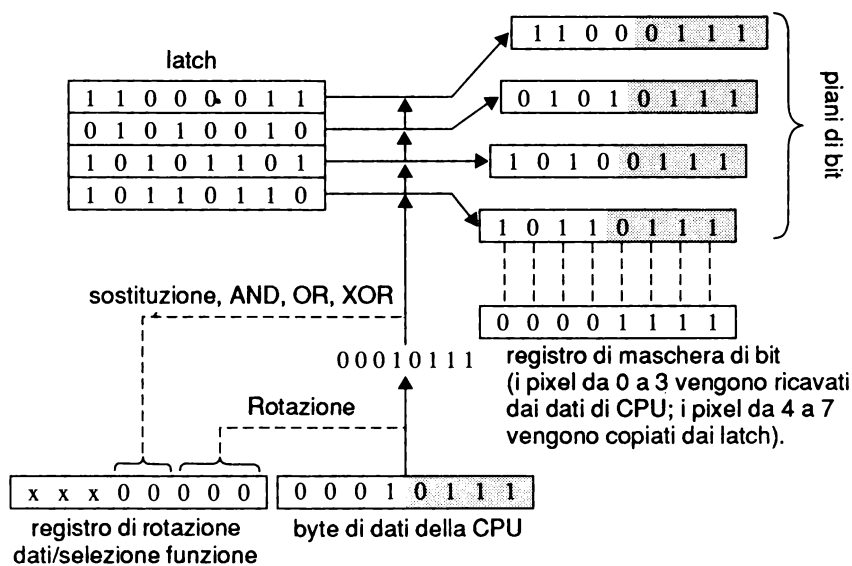 latch
1 1 0 0 0 0 1 1
0 1 0 1 0 0 1 0
1 0 1 0 1 1 0 1
1 0 1 1 0 1 1 0
1 1 0 0 0 1 1 1
0 1 0 1 0 1 1 1
1 0 1 0 0 1 1 1
1 0 1 1 0 1 1 1
piani di bit
0 0 0 0 1 1 1 1
registro di maschera di bit
(i pixel da 0 a 3 vengono ricavati
dai dati di CPU; i pixel da 4 a 7
vengono copiati dai latch).
sostituzione, AND, OR, XOR
0 0 0 1 0 1 1 1
Rotazione
x x x 0 0 0 0 0
registro di rotazione
dati/selezione funzione
0 0 0 1 0 1 1 1
byte di dati della CPU